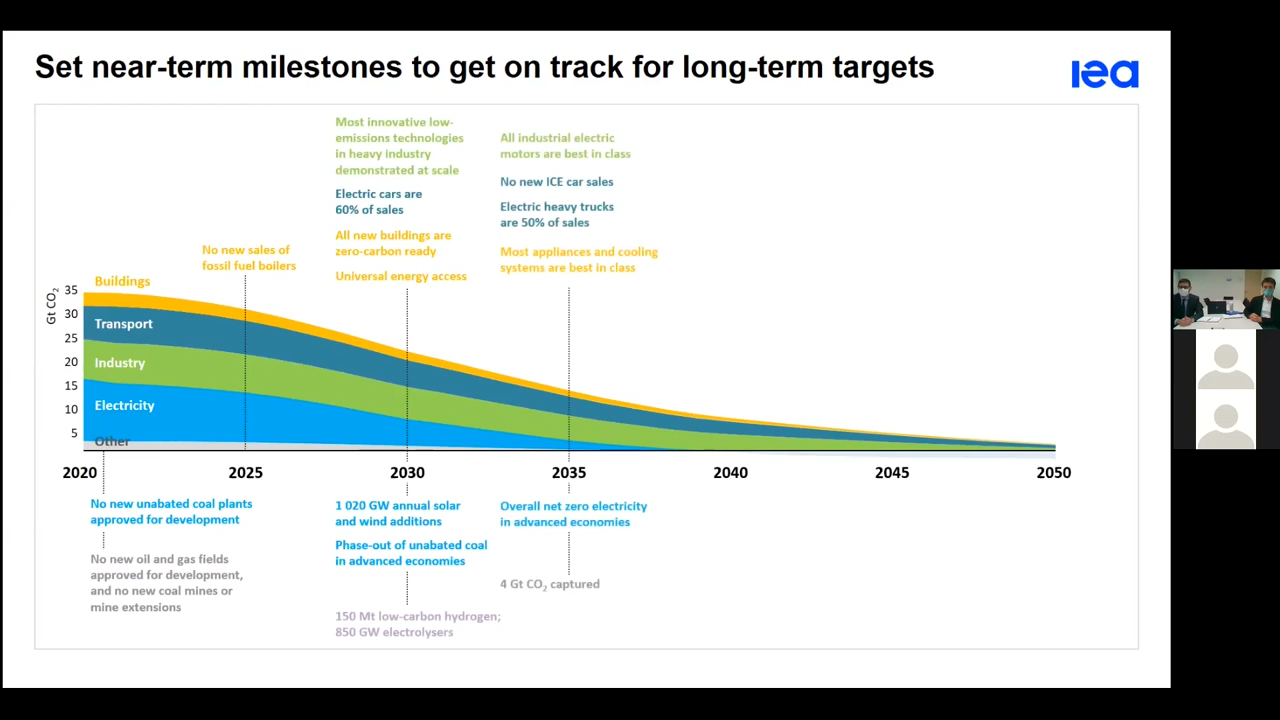 Set near-term milestones to get on track for long-term targets
iea
Most innovative low-
emissions technologies
in heavy industry
demonstrated at scale
Electric cars are
60% of sales
All new buildings are
zero-carbon ready
Universal energy access
All industrial electric
motors are best in class
No new ICE car sales
Electric heavy trucks
are 50% of sales
Most appliances and cooling
systems are best in class
No new sales of
fossil fuel boilers
Gt CO₂
35
30
25
20
15
10
5
Buildings
Transport
Industry
Electricity
Other
2020
2025
2030
2035
2040
2045
2050
No new unabated coal plants
approved for development
No new oil and gas fields
approved for development,
and no new coal mines or
mine extensions
1 020 GW annual solar
and wind additions
Phase-out of unabated coal
in advanced economies
150 Mt low-carbon hydrogen;
850 GW electrolysers
Overall net zero electricity
in advanced economies
4 Gt CO₂ captured